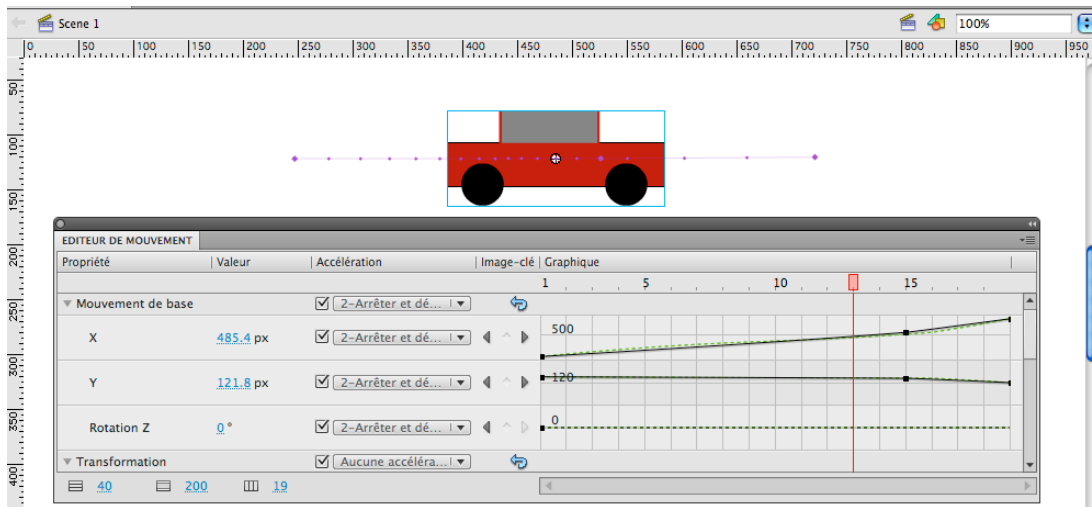 Scene 1
100%
0 50 100 150 200 250 300 350 400 450 500 550 600 650 700 750 800 850 900 950
50
100
150
200
250
300
350
400
EDITEUR DE MOUVEMENT
Propriété Valeur Accélération Image-clé Graphique
1 5 10 15
Mouvement de base 2-Arrêter et dé...
X 485.4 px 2-Arrêter et dé... 500
Y 121.8 px 2-Arrêter et dé... 120
Rotation Z 0° 2-Arrêter et dé... 0
Transformation Aucune accéléra...
40 200 19